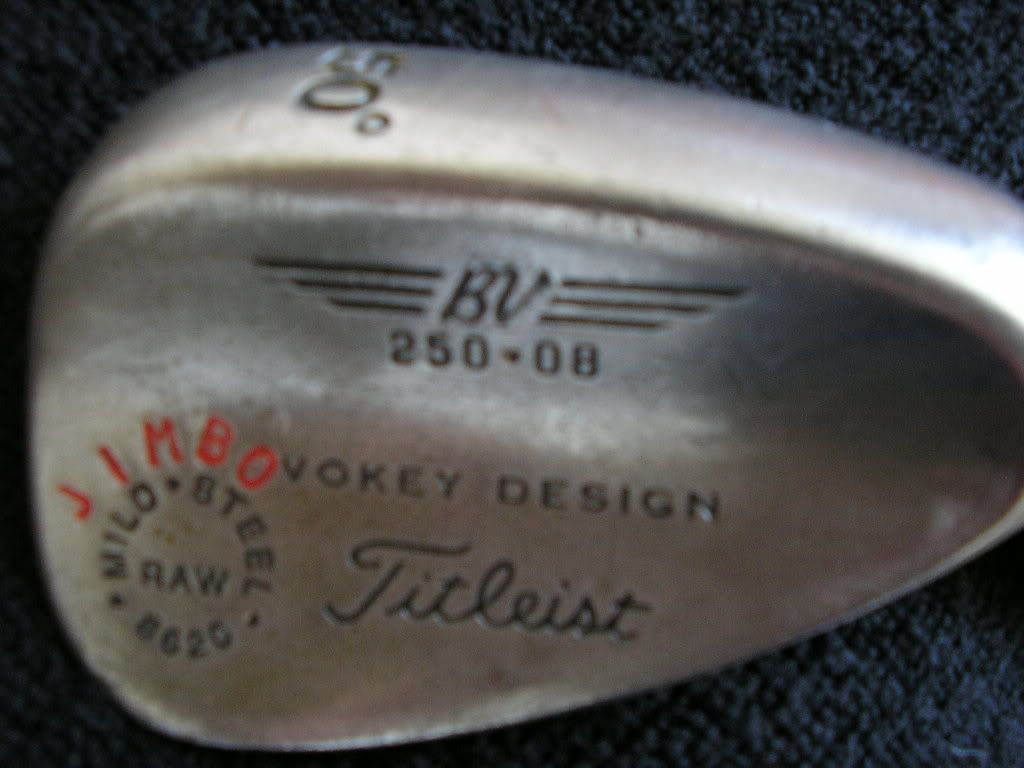 50°
BV
250•08
JIMBO
VOKEY DESIGN
• MILD • STEEL •
RAW
8620
Titleist